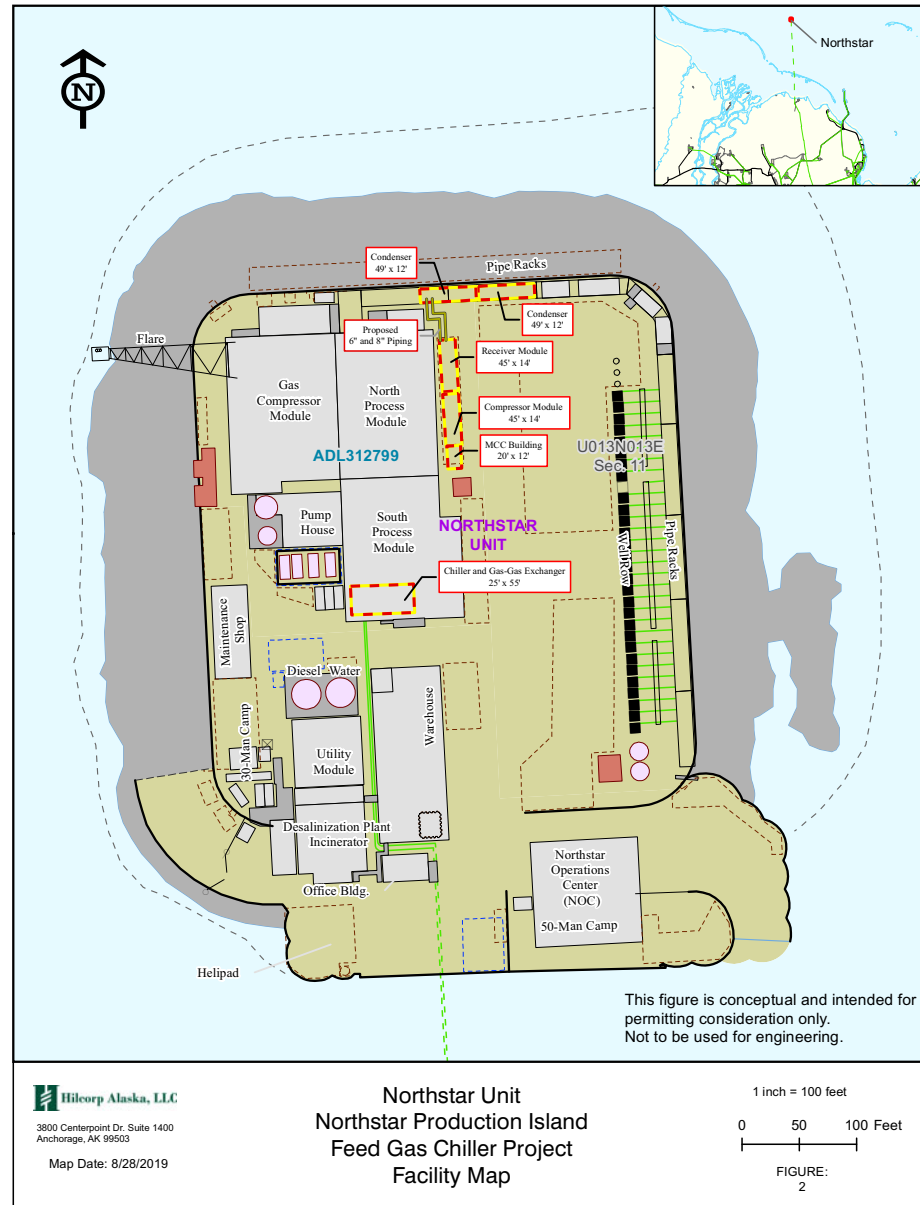 Northstar
N
Condenser
49' x 12'
Pipe Racks
Condenser
49' x 12'
Proposed
6" and 8" Piping
Flare
Receiver Module
45' x 14'
Gas
Compressor
Module
North
Process
Module
Compressor Module
45' x 14'
MCC Building
20' x 12'
U013N013E
Sec. 11
ADL312799
Pump
House
South
Process
Module
NORTHSTAR
UNIT
Well Row
Pipe Racks
Chiller and Gas-Gas Exchanger
25' x 55'
Maintenance
Shop
Diesel Water
Warehouse
30-Man Camp
Utility
Module
Desalinization Plant
Incinerator
Office Bldg.
Northstar
Operations
Center
(NOC)
50-Man Camp
Helipad
This figure is conceptual and intended for
permitting consideration only.
Not to be used for engineering.
Hilcorp Alaska, LLC
3800 Centerpoint Dr. Suite 1400
Anchorage, AK 99503
Map Date: 8/28/2019
Northstar Unit
Northstar Production Island
Feed Gas Chiller Project
Facility Map
1 inch = 100 feet
0 50 100 Feet
FIGURE:
2